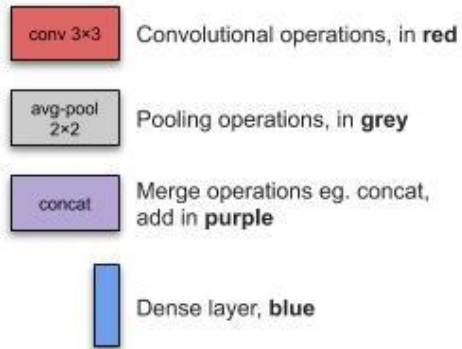 conv 3×3
Convolutional operations, in red
avg-pool
2×2
Pooling operations, in grey
concat
Merge operations eg. concat,
add in purple
Dense layer, blue